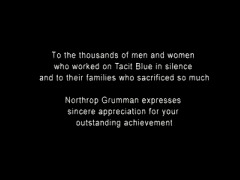 To the thousands of men and women
who worked on Tacit Blue in silence
and to their families who sacrificed so much
Northrop Grumman expresses
sincere appreciation for your
outstanding achievement